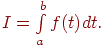 I = ∫_a^b f(t)dt.